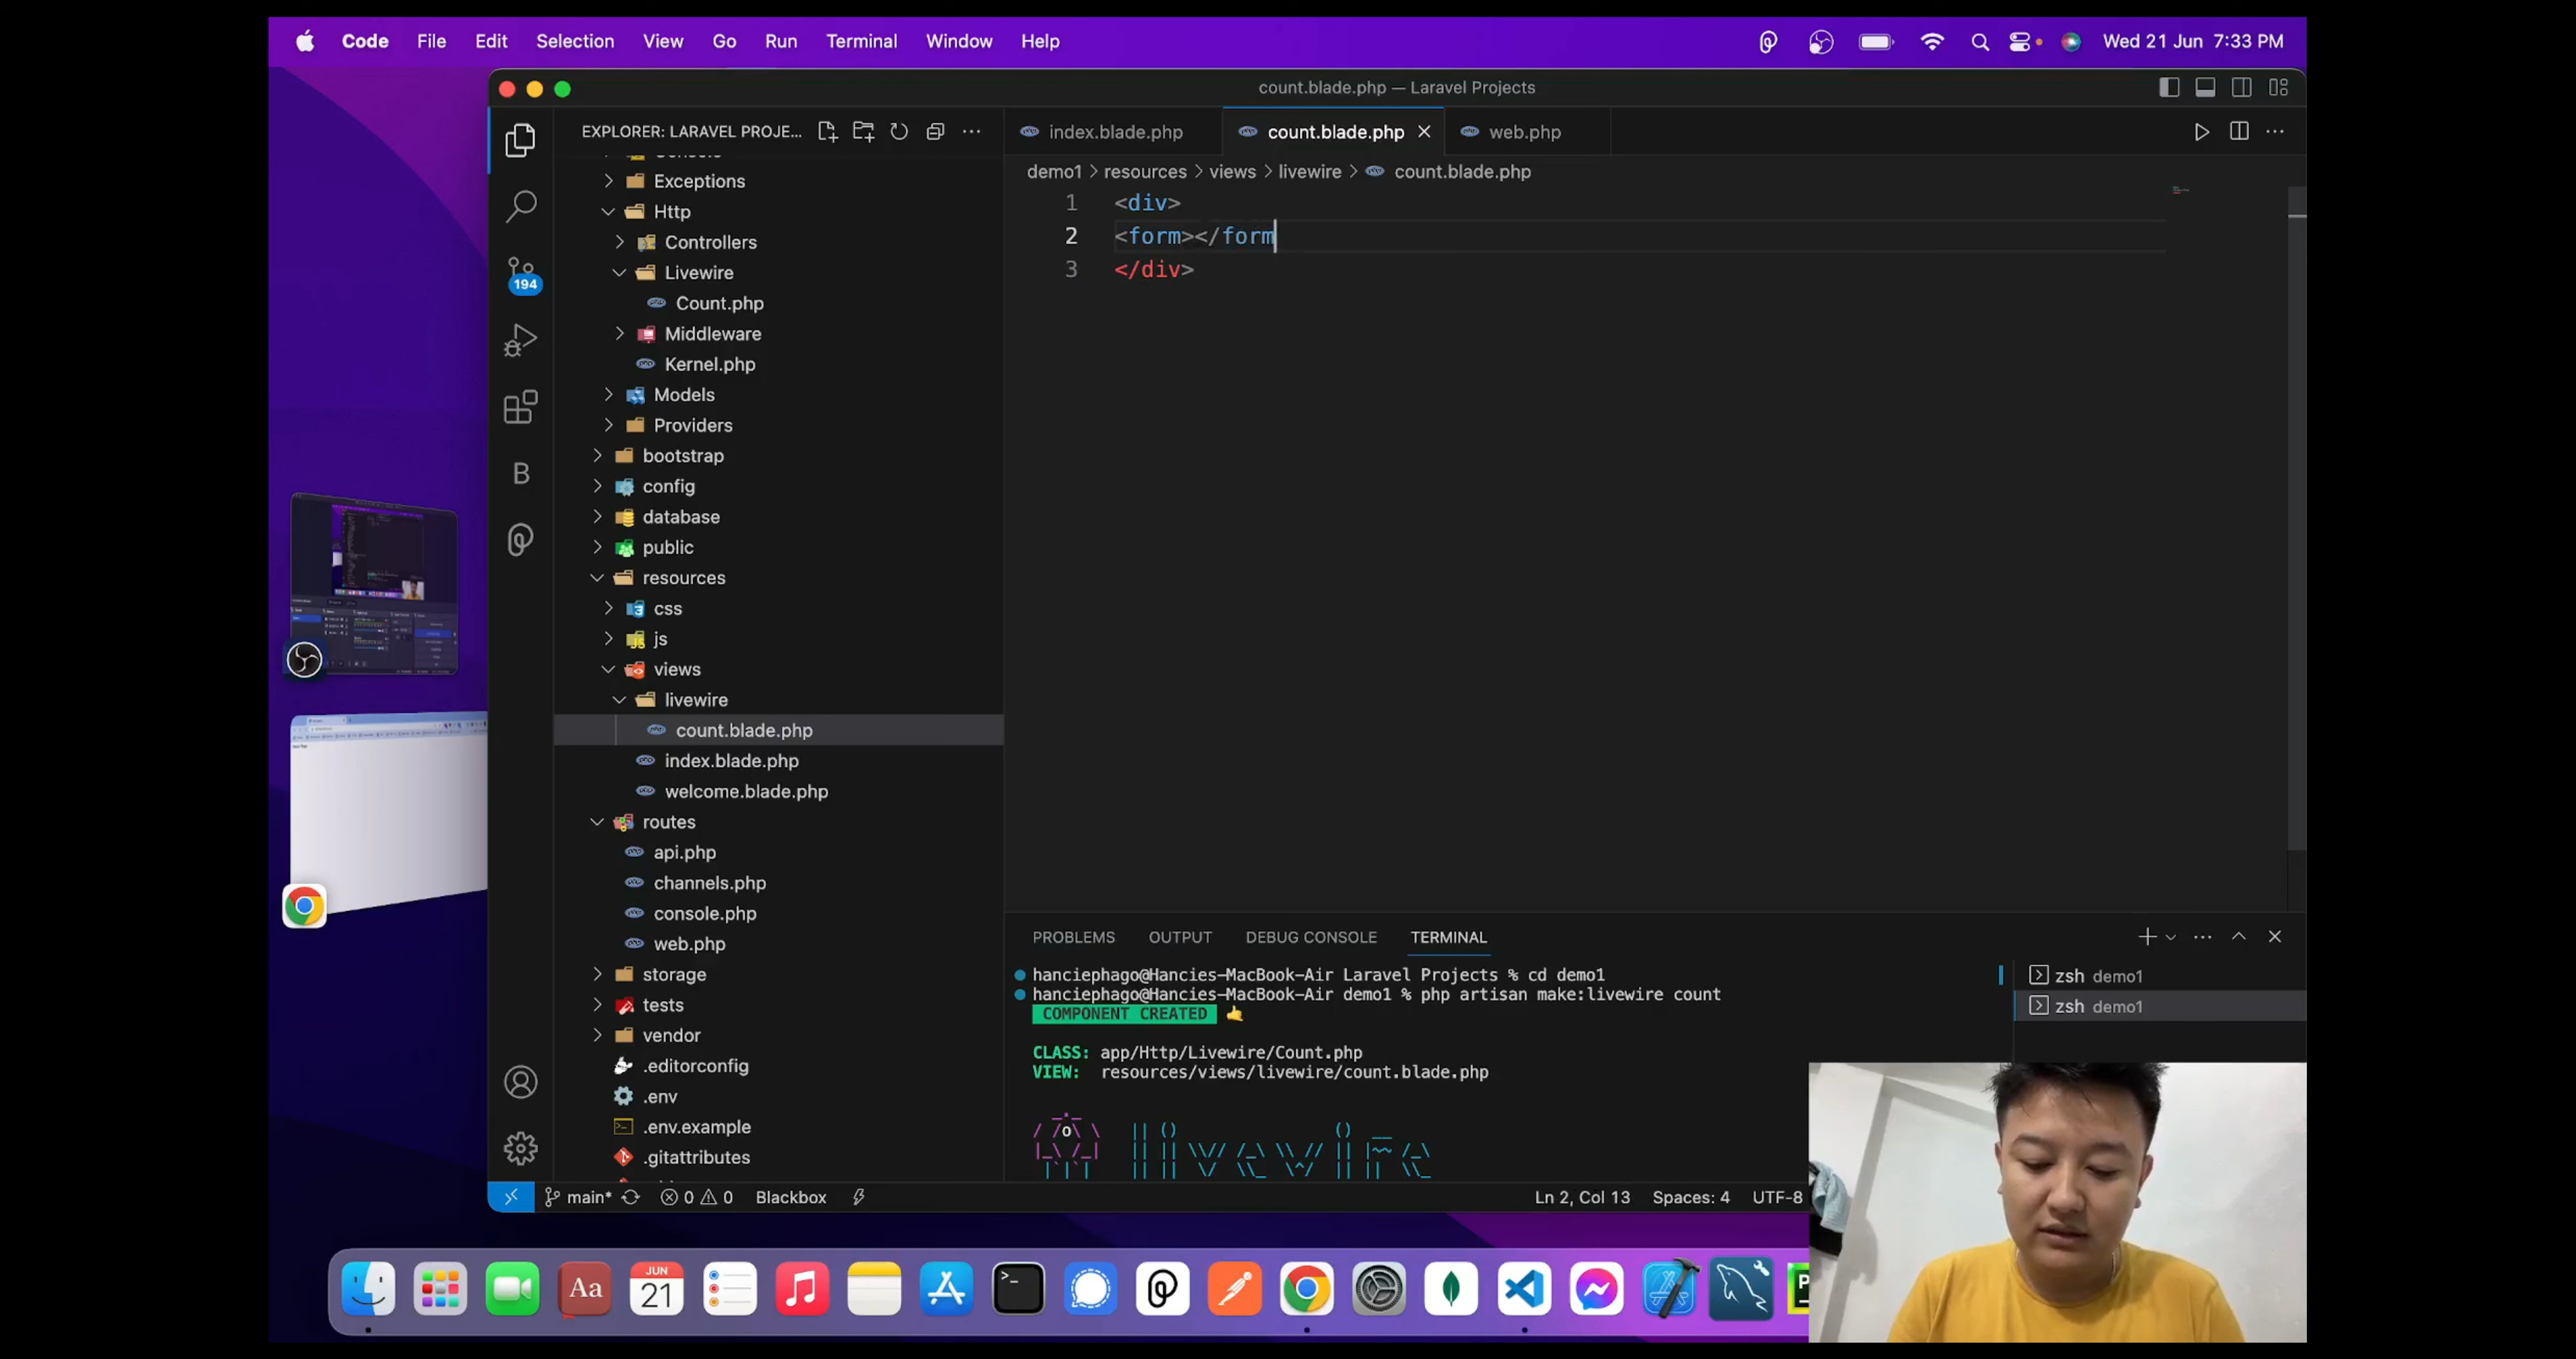 Code File Edit Selection View Go Run Terminal Window Help Wed 21 Jun 7:33 PM
count.blade.php — Laravel Projects
EXPLORER: LARAVEL PROJE...
index.blade.php count.blade.php web.php
demo1 > resources > views > livewire > count.blade.php
Exceptions
Http
Controllers
Livewire
Count.php
Middleware
Kernel.php
Models
Providers
bootstrap
config
database
public
resources
css
js
views
livewire
count.blade.php
index.blade.php
welcome.blade.php
routes
api.php
channels.php
console.php
web.php
storage
tests
vendor
.editorconfig
.env
.env.example
.gitattributes
194
B
1 <div>
2 <form></form
3 </div>
PROBLEMS OUTPUT DEBUG CONSOLE TERMINAL
hanciephago@Hancies-MacBook-Air Laravel Projects % cd demo1
hanciephago@Hancies-MacBook-Air demo1 % php artisan make:livewire count
COMPONENT CREATED
CLASS: app/Http/Livewire/Count.php
VIEW: resources/views/livewire/count.blade.php
zsh demo1
zsh demo1
main* 0 0 Blackbox Ln 2, Col 13 Spaces: 4 UTF-8
Aa
JUN
21